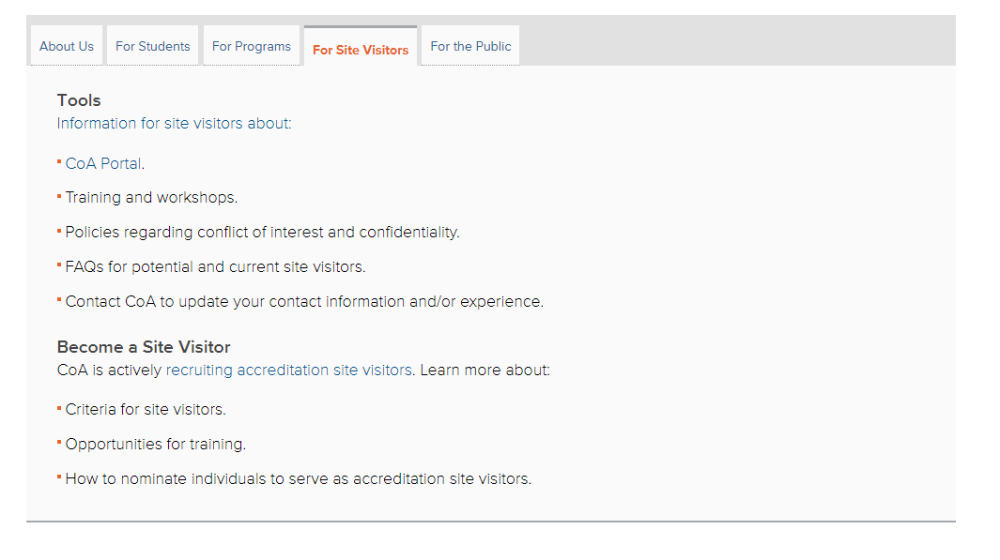 About Us For Students For Programs For Site Visitors For the Public
Tools
Information for site visitors about:
CoA Portal.
Training and workshops.
Policies regarding conflict of interest and confidentiality.
FAQs for potential and current site visitors.
Contact CoA to update your contact information and/or experience.
Become a Site Visitor
CoA is actively recruiting accreditation site visitors. Learn more about:
Criteria for site visitors.
Opportunities for training.
How to nominate individuals to serve as accreditation site visitors.